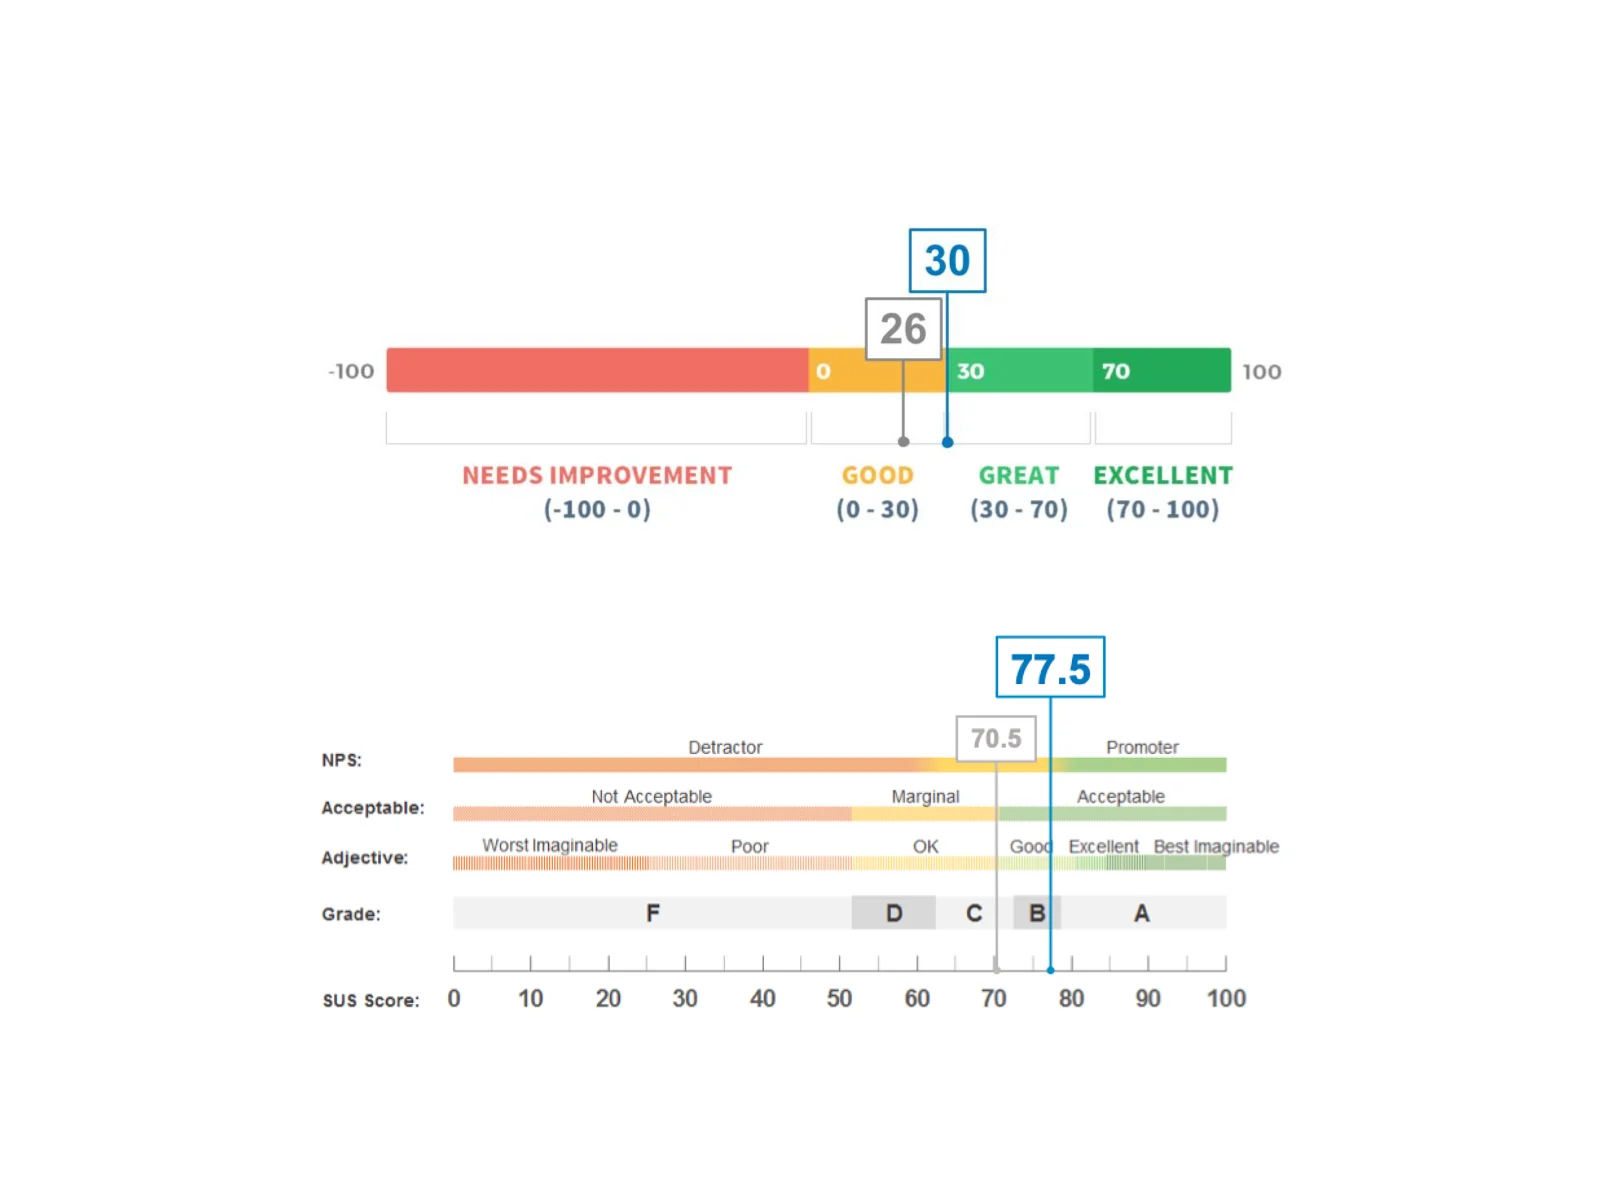 30
26
-100 0 30 70 100
NEEDS IMPROVEMENT GOOD GREAT EXCELLENT
(-100 - 0) (0 - 30) (30 - 70) (70 - 100)
77.5
70.5
NPS: Detractor Promoter
Acceptable: Not Acceptable Marginal Acceptable
Adjective: Worst Imaginable Poor OK Good Excellent Best Imaginable
Grade: F D C B A
SUS Score: 0 10 20 30 40 50 60 70 80 90 100